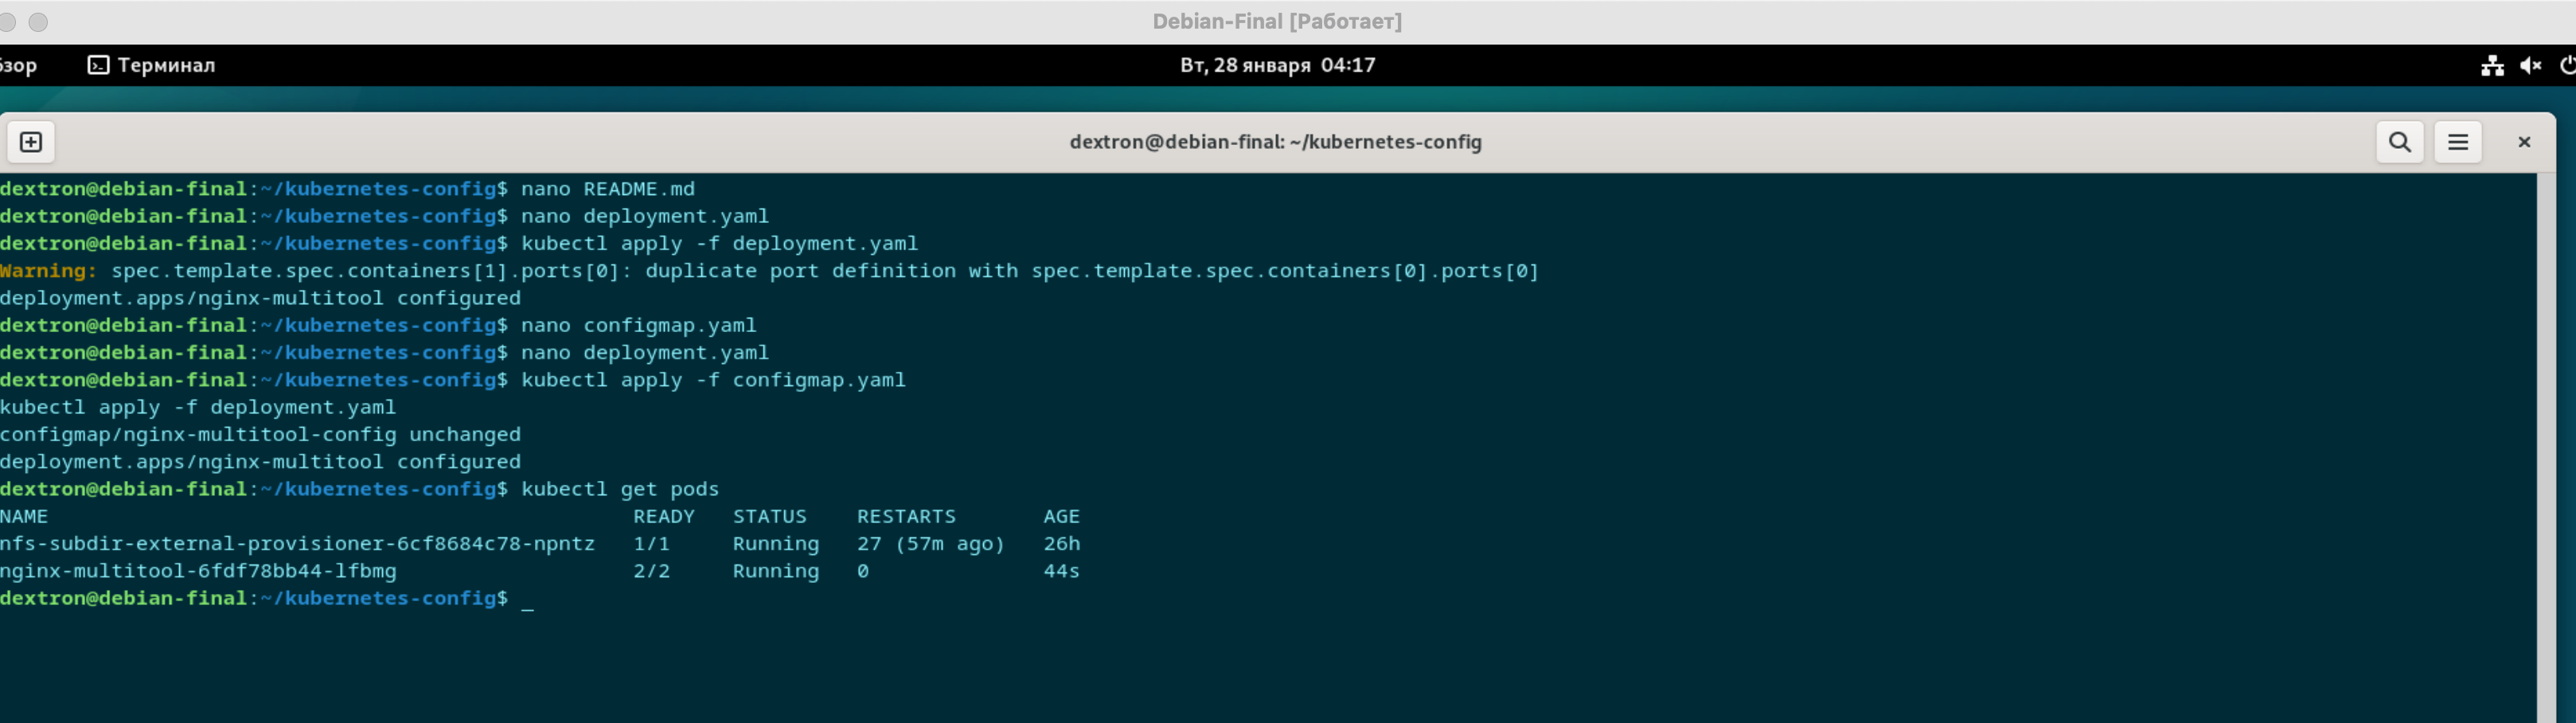 Debian-Final [Работает]
Терминал
Вт, 28 января 04:17
dextron@debian-final: ~/kubernetes-config
dextron@debian-final:~/kubernetes-config$ nano README.md
dextron@debian-final:~/kubernetes-config$ nano deployment.yaml
dextron@debian-final:~/kubernetes-config$ kubectl apply -f deployment.yaml
Warning: spec.template.spec.containers[1].ports[0]: duplicate port definition with spec.template.spec.containers[0].ports[0]
deployment.apps/nginx-multitool configured
dextron@debian-final:~/kubernetes-config$ nano configmap.yaml
dextron@debian-final:~/kubernetes-config$ nano deployment.yaml
dextron@debian-final:~/kubernetes-config$ kubectl apply -f configmap.yaml
kubectl apply -f deployment.yaml
configmap/nginx-multitool-config unchanged
deployment.apps/nginx-multitool configured
dextron@debian-final:~/kubernetes-config$ kubectl get pods
NAME READY STATUS RESTARTS AGE
nfs-subdir-external-provisioner-6cf8684c78-npntz 1/1 Running 27 (57m ago) 26h
nginx-multitool-6fdf78bb44-lfbmg 2/2 Running 0 44s
dextron@debian-final:~/kubernetes-config$ _